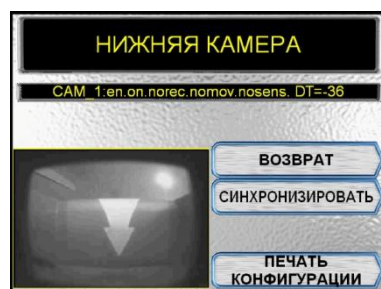 НИЖНЯЯ КАМЕРА
CAM_1:en.on.norec.nomov.nosens. DT=-36
ВОЗВРАТ
СИНХРОНИЗИРОВАТЬ
ПЕЧАТЬ
КОНФИГУРАЦИИ